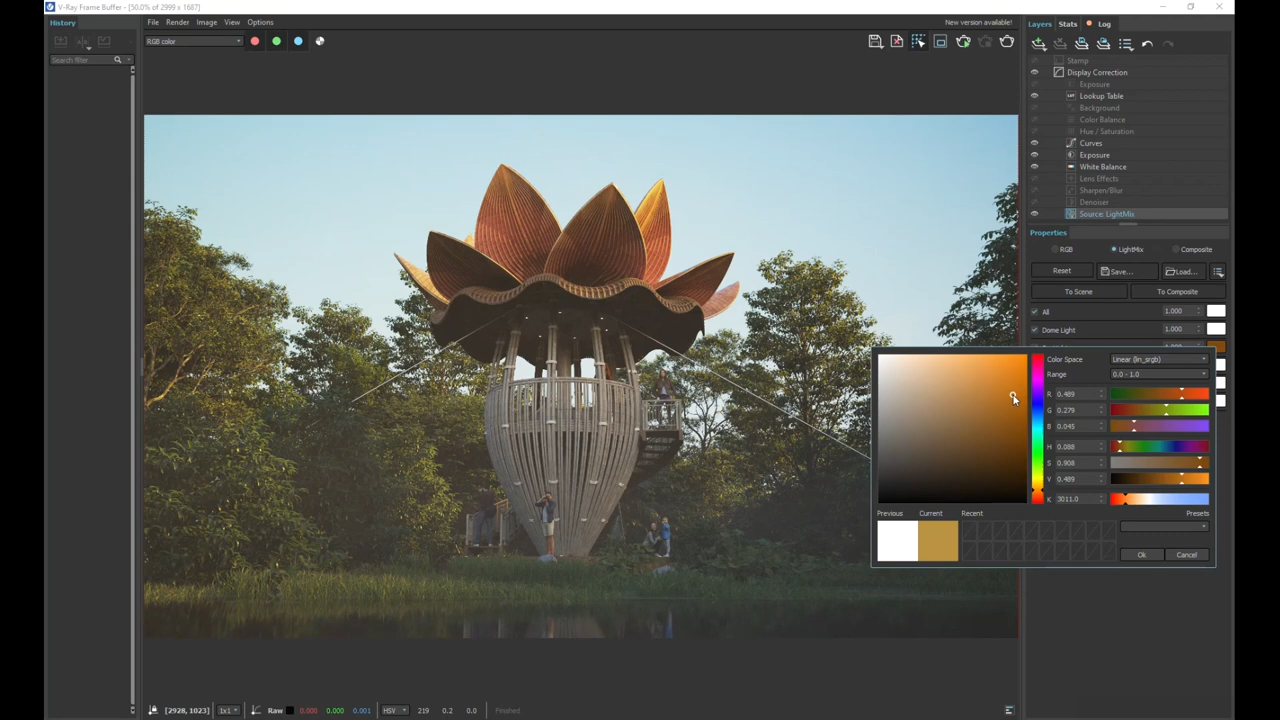 V-Ray Frame Buffer - [50.0% of 2999 x 1687]
History
File Render Image View Options
New version available!
Layers Stats Log
RGB color
Search filter
Stamp
Display Correction
Exposure
Lookup Table
Background
Color Balance
Hue / Saturation
Curves
Exposure
White Balance
Lens Effects
Sharpen/Blur
Denoiser
Source: LightMix
Properties
RGB LightMix Composite
Reset Save... Load...
To Scene To Composite
All 1.000
Dome Light 1.000
Color Space Linear (lin_srgb)
Range 0.0 - 1.0
R 0.489
G 0.279
B 0.045
H 0.088
S 0.908
V 0.489
K 3011.0
Previous Current Recent Presets
Ok Cancel
[2928, 1023] 1x1 Raw 0.000 0.000 0.001 HSV 219 0.2 0.0 Finished